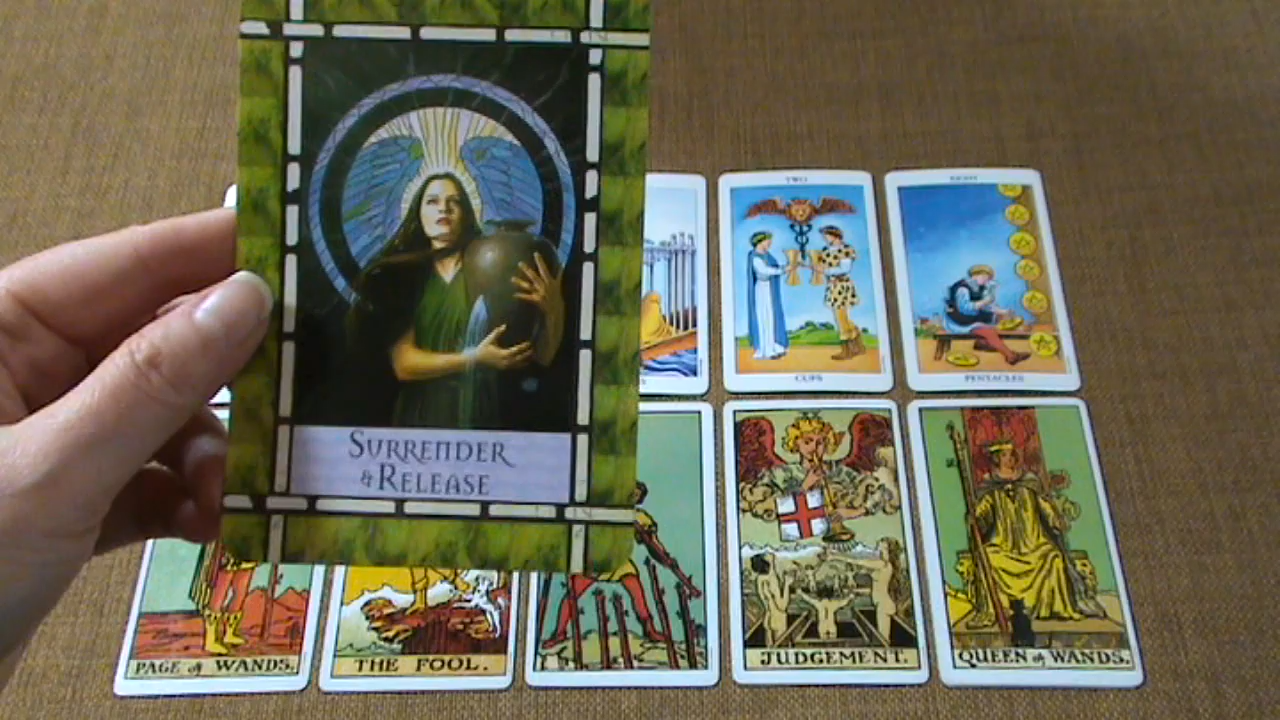 SURRENDER
& RELEASE
TWO
EIGHT
CUPS
PENTACLES
PAGE of WANDS.
THE FOOL.
JUDGEMENT.
QUEEN of WANDS.